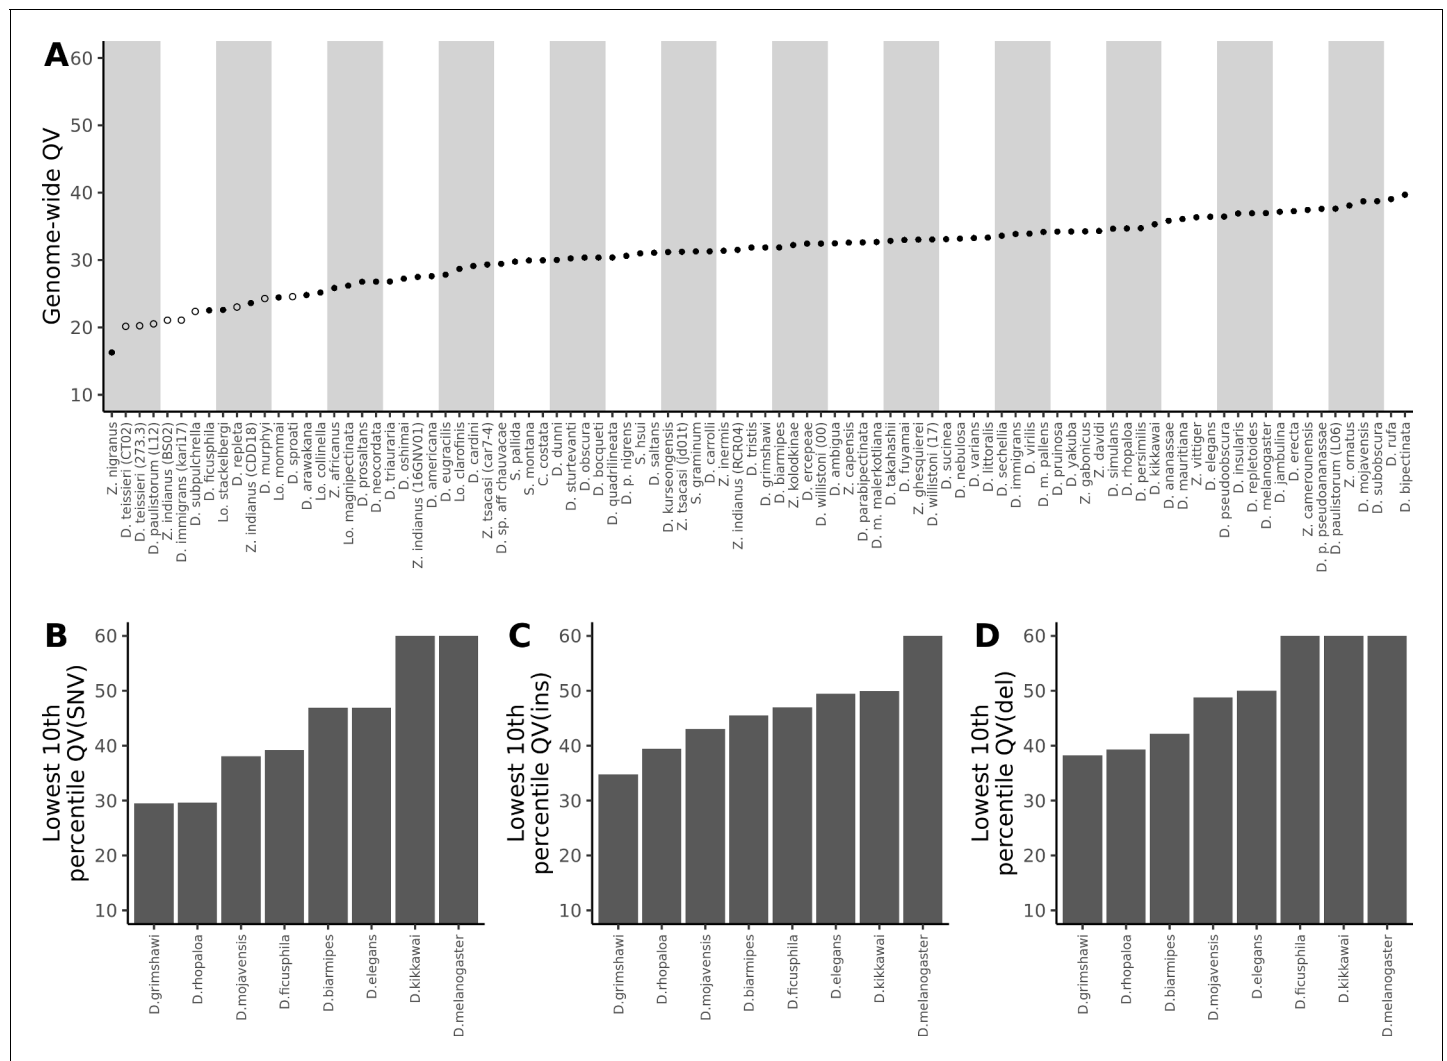 A
Genome-wide QV
60
50
40
30
20
10
Z. nigranus
D. teissieri (CT02)
D. teissieri (273.3)
D. paulistorum (L12)
Z. indianus (BS02)
D. immigrans (kari17)
D. subpulchrella
D. ficusphila
Lo. stackelbergi
D. repleta
Z. indianus (CDD18)
D. murphyi
Lo. mommai
D. sproati
D. arawakana
Lo. collinella
Z. africanus
Lo. magnipectinata
D. prosaltans
D. neocordata
D. triauraria
D. oshimai
Z. indianus (16GNV01)
D. americana
D. eugracilis
Lo. clarofinis
D. cardini
Z. tsacasi (car7-4)
D. sp. aff chauvacae
S. pallida
S. montana
C. costata
D. dunni
D. sturtevanti
D. obscura
D. bocqueti
D. quadrilineata
D. p. nigrens
S. hsui
D. saltans
D. kurseongensis
Z. tsacasi (jd01t)
S. graminum
D. carrolli
Z. inermis
Z. indianus (RCR04)
D. tristis
D. grimshawi
D. biarmipes
Z. kolodkinae
D. ercepeae
D. willistoni (00)
D. ambigua
Z. capensis
D. parabipectinata
D. m. malerkotliana
D. takahashii
D. fuyamai
Z. ghesquierei
D. willistoni (17)
D. sucinea
D. nebulosa
D. varians
D. littoralis
D. sechellia
D. immigrans
D. virilis
D. m. pallens
D. pruinosa
D. yakuba
Z. gabonicus
Z. davidi
D. simulans
D. rhopaloa
D. persimilis
D. kikkawai
D. ananassae
D. mauritiana
Z. vittiger
D. elegans
D. pseudoobscura
D. insularis
D. repletoides
D. melanogaster
D. jambulina
D. erecta
Z. camerounensis
D. p. pseudoananassae
D. paulistorum (L06)
Z. ornatus
D. mojavensis
D. subobscura
D. rufa
D. bipectinata
B
Lowest 10th
percentile QV(SNV)
60
50
40
30
20
10
D.grimshawi
D.rhopaloa
D.mojavensis
D.ficusphila
D.biarmipes
D.elegans
D.kikkawai
D.melanogaster
C
Lowest 10th
percentile QV(ins)
60
50
40
30
20
10
D.grimshawi
D.rhopaloa
D.mojavensis
D.biarmipes
D.ficusphila
D.elegans
D.kikkawai
D.melanogaster
D
Lowest 10th
percentile QV(del)
60
50
40
30
20
10
D.grimshawi
D.rhopaloa
D.biarmipes
D.mojavensis
D.elegans
D.ficusphila
D.kikkawai
D.melanogaster